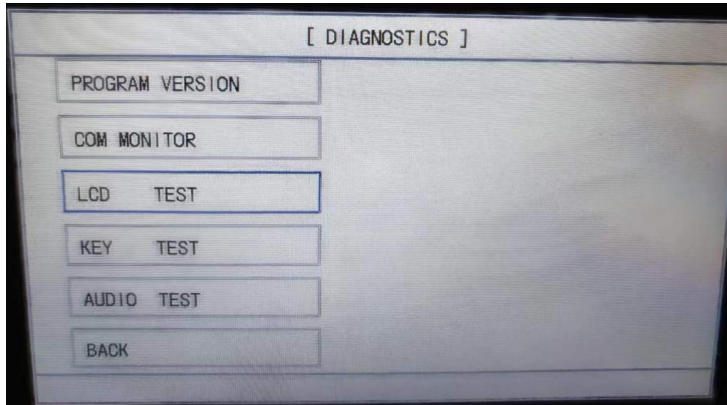 [ DIAGNOSTICS ]
PROGRAM VERSION
COM MONITOR
LCD TEST
KEY TEST
AUDIO TEST
BACK